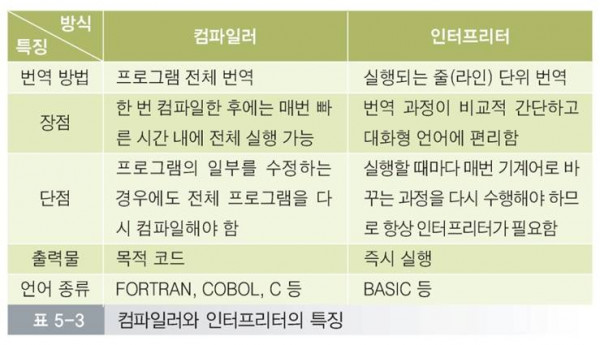 방식
특징
컴파일러
인터프리터
번역 방법
프로그램 전체 번역
실행되는 줄(라인) 단위 번역
장점
한 번 컴파일한 후에는 매번 빠
른 시간 내에 전체 실행 가능
번역 과정이 비교적 간단하고
대화형 언어에 편리함
단점
프로그램의 일부를 수정하는
경우에도 전체 프로그램을 다
시 컴파일해야 함
실행할 때마다 매번 기계어로 바
꾸는 과정을 다시 수행해야 하므
로 항상 인터프리터가 필요함
출력물
목적 코드
즉시 실행
언어 종류
FORTRAN, COBOL, C 등
BASIC 등
표 5-3
컴파일러와 인터프리터의 특징